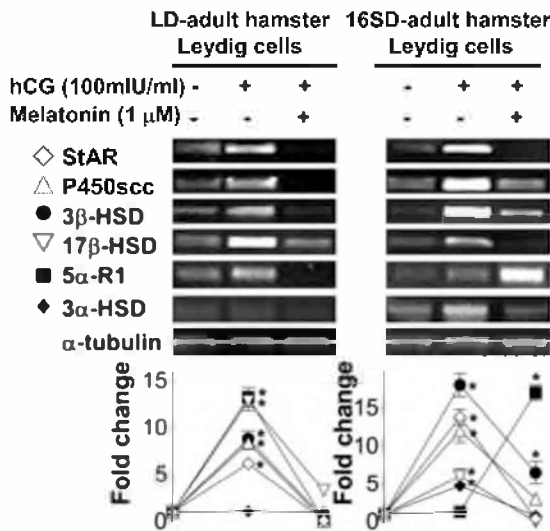 LD-adult hamster 16SD-adult hamster
Leydig cells Leydig cells
hCG (100mIU/ml) - + + - + +
Melatonin (1 μM) - - + - - +
StAR
P450scc
3β-HSD
17β-HSD
5α-R1
3α-HSD
α-tubulin
Fold change
15
10
5
0
*
*
*
*
*
Fold change
15
10
5
0
*
*
*
*
*
*
*